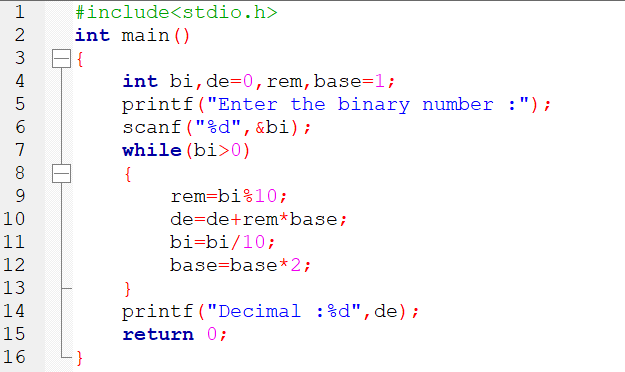 1 #include<stdio.h>
2 int main()
3 {
4 int bi,de=0,rem,base=1;
5 printf("Enter the binary number :");
6 scanf("%d",&bi);
7 while(bi>0)
8 {
9 rem=bi%10;
10 de=de+rem*base;
11 bi=bi/10;
12 base=base*2;
13 }
14 printf("Decimal :%d",de);
15 return 0;
16 }